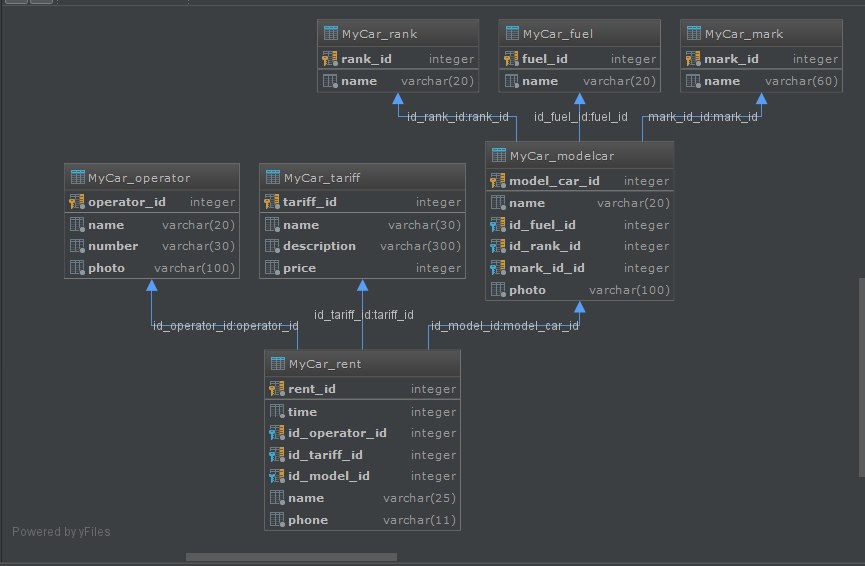 MyCar_rank
rank_id integer
name varchar(20)
MyCar_fuel
fuel_id integer
name varchar(20)
MyCar_mark
mark_id integer
name varchar(60)
id_rank_id:rank_id
id_fuel_id:fuel_id
mark_id_id:mark_id
MyCar_operator
operator_id integer
name varchar(20)
number varchar(30)
photo varchar(100)
MyCar_tariff
tariff_id integer
name varchar(30)
description varchar(300)
price integer
MyCar_modelcar
model_car_id integer
name varchar(20)
id_fuel_id integer
id_rank_id integer
mark_id_id integer
photo varchar(100)
id_operator_id:operator_id
id_tariff_id:tariff_id
id_model_id:model_car_id
MyCar_rent
rent_id integer
time integer
id_operator_id integer
id_tariff_id integer
id_model_id integer
name varchar(25)
phone varchar(11)
Powered by yFiles